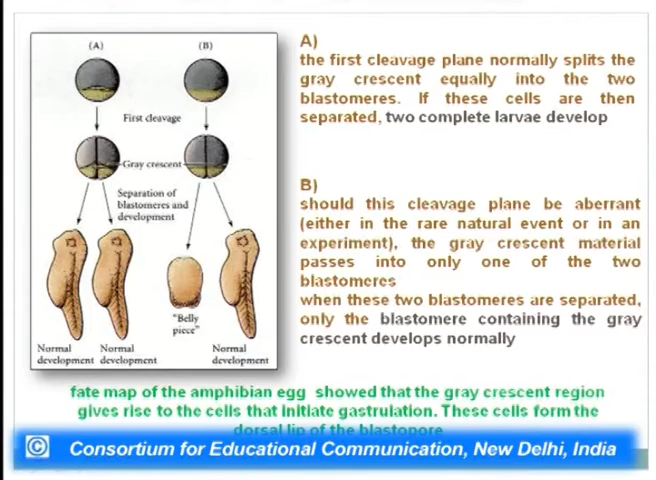 (A)
(B)
First cleavage
Gray crescent
Separation of
blastomeres and
development
"Belly
piece"
Normal
development
Normal
development
Normal
development
A)
the first cleavage plane normally splits the
gray crescent equally into the two
blastomeres. If these cells are then
separated, two complete larvae develop
B)
should this cleavage plane be aberrant
(either in the rare natural event or in an
experiment), the gray crescent material
passes into only one of the two
blastomeres
when these two blastomeres are separated,
only the blastomere containing the gray
crescent develops normally
fate map of the amphibian egg showed that the gray crescent region
gives rise to the cells that initiate gastrulation. These cells form the
dorsal lip of the blastopore
© Consortium for Educational Communication, New Delhi, India